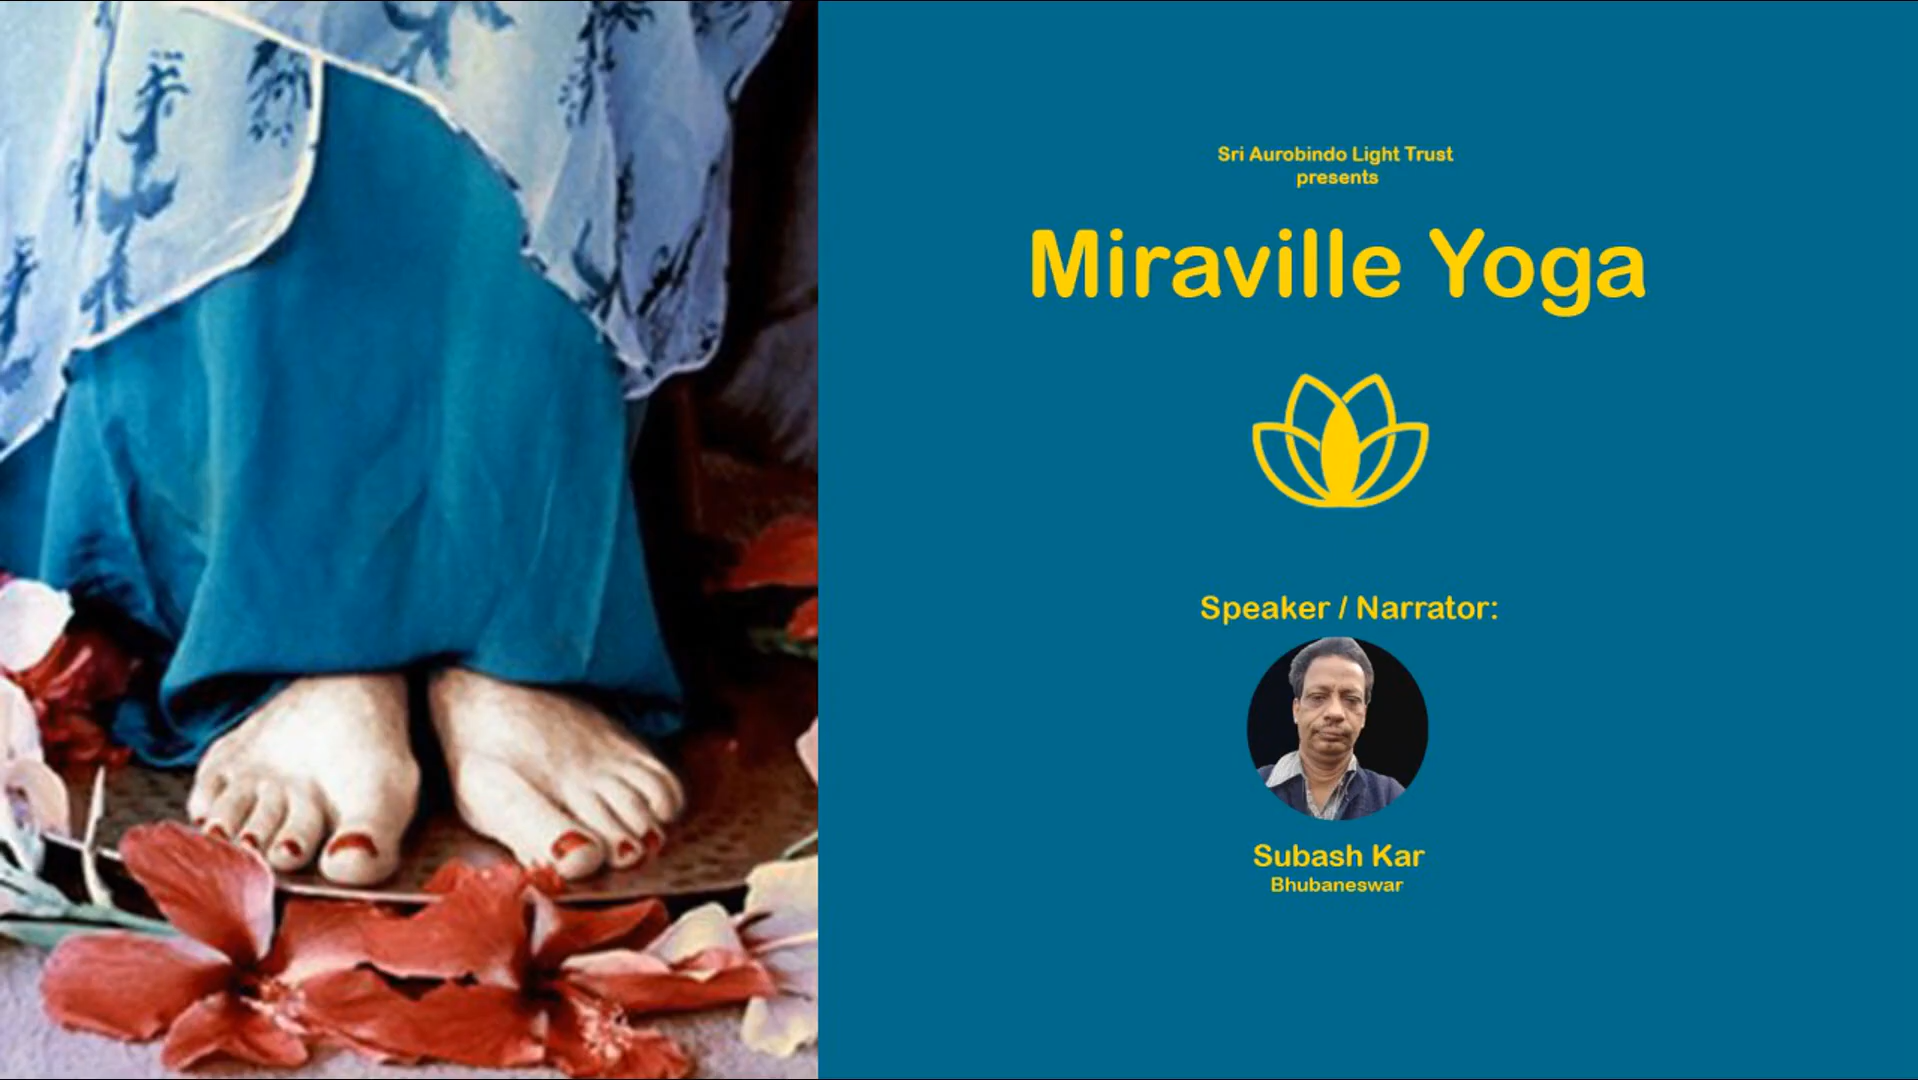 Sri Aurobindo Light Trust
presents
Miraville Yoga
Speaker / Narrator:
Subash Kar
Bhubaneswar